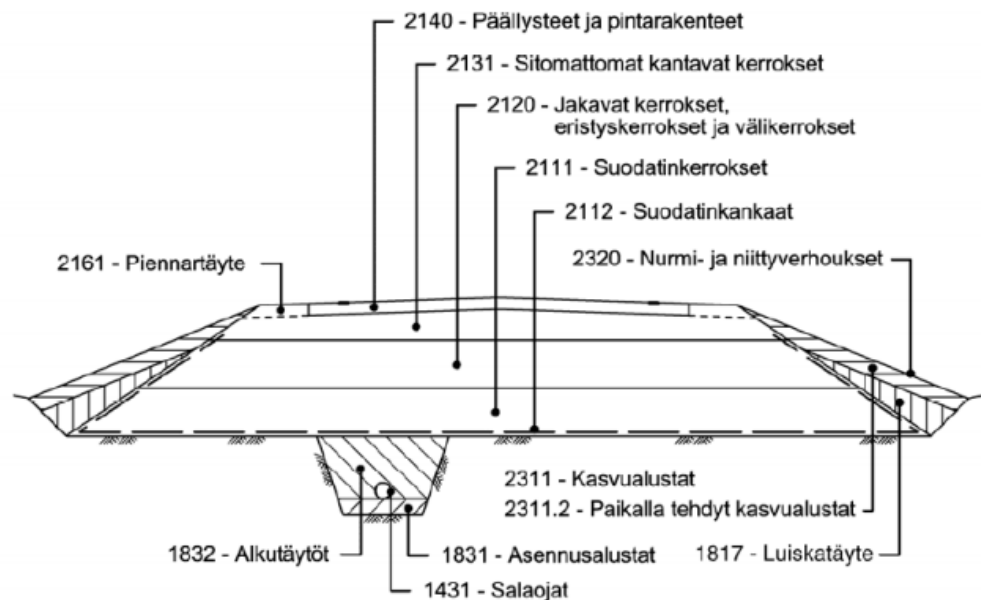 2140 - Päällysteet ja pintarakenteet
2131 - Sitomattomat kantavat kerrokset
2120 - Jakavat kerrokset,
eristyskerrokset ja välikerrokset
2111 - Suodatinkerrokset
2112 - Suodatinkankaat
2161 - Piennartäyte
2320 - Nurmi- ja niittyverhoukset
2311 - Kasvualustat
2311.2 - Paikalla tehdyt kasvualustat
1832 - Alkutäytöt
1831 - Asennusalustat
1817 - Luiskatäyte
1431 - Salaojat